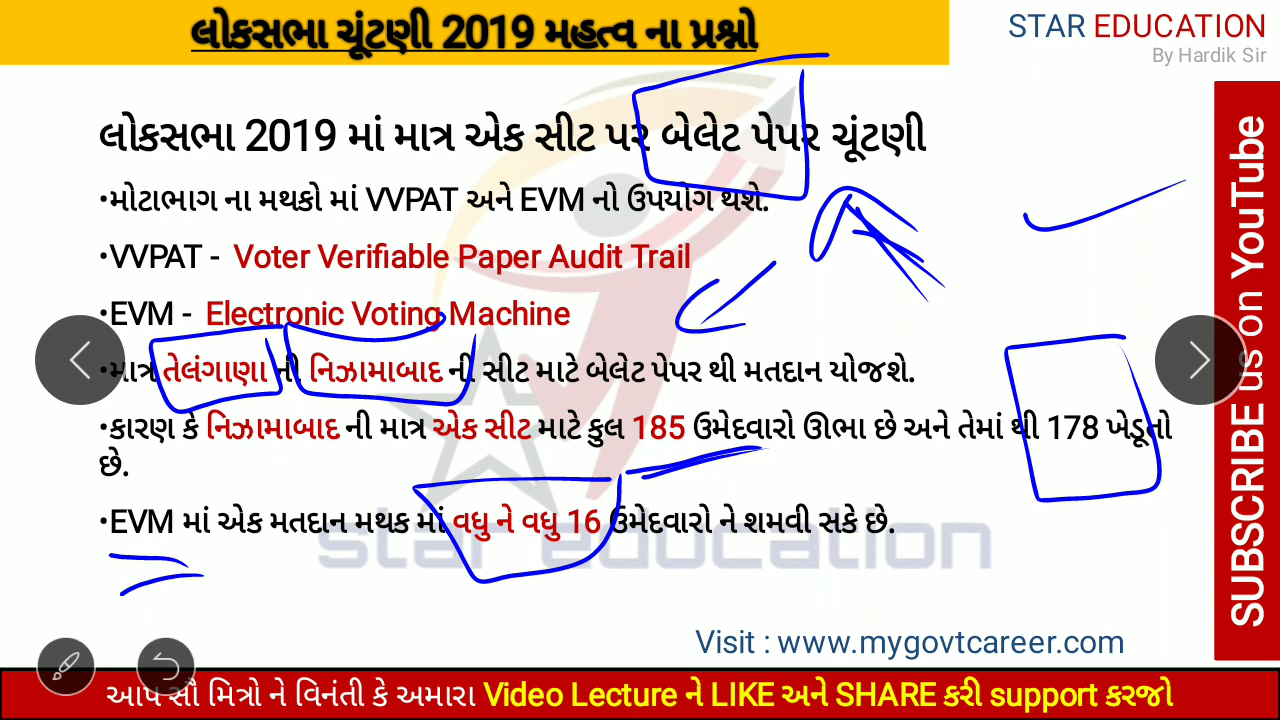 લોકસભા ચૂંટણી 2019 મહત્વ ના પ્રશ્નો
STAR EDUCATION
By Hardik Sir
લોકસભા 2019 માં માત્ર એક સીટ પર બેલેટ પેપર ચૂંટણી
•મોટાભાગ ના મથકો માં VVPAT અને EVM નો ઉપયોગ થશે.
•VVPAT - Voter Verifiable Paper Audit Trail
•EVM - Electronic Voting Machine
•માત્ર તેલંગાણા ની નિઝામાબાદ ની સીટ માટે બેલેટ પેપર થી મતદાન યોજશે.
•કારણ કે નિઝામાબાદ ની માત્ર એક સીટ માટે કુલ 185 ઉમેદવારો ઊભા છે અને તેમાં થી 178 ખેડૂતો
છે.
•EVM માં એક મતદાન મથક માં વધુ ને વધુ 16 ઉમેદવારો ને શમવી સકે છે.
star education
Visit : www.mygovtcareer.com
SUBSCRIBE us on YouTube
આપ સૌ મિત્રો ને વિનંતી કે અમારા Video Lecture ને LIKE અને SHARE કરી support કરજો